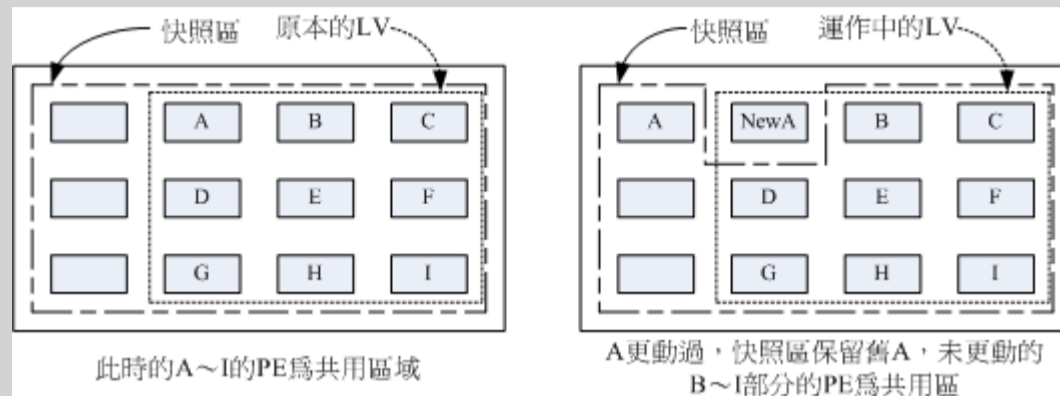 快照區 原本的LV
A B C
D E F
G H I
此時的A～I的PE爲共用區域
快照區 運作中的LV
A NewA B C
D E F
G H I
A更動過，快照區保留舊A，未更動的
B～I部分的PE爲共用區